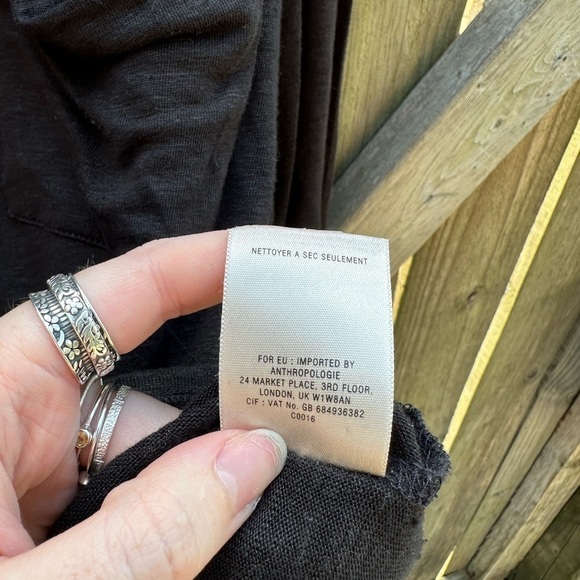 NETTOYER A SEC SEULEMENT
FOR EU : IMPORTED BY
ANTHROPOLOGIE
24 MARKET PLACE, 3RD FLOOR,
LONDON, UK W1W8AN
CIF : VAT No. GB 684936382
C0016